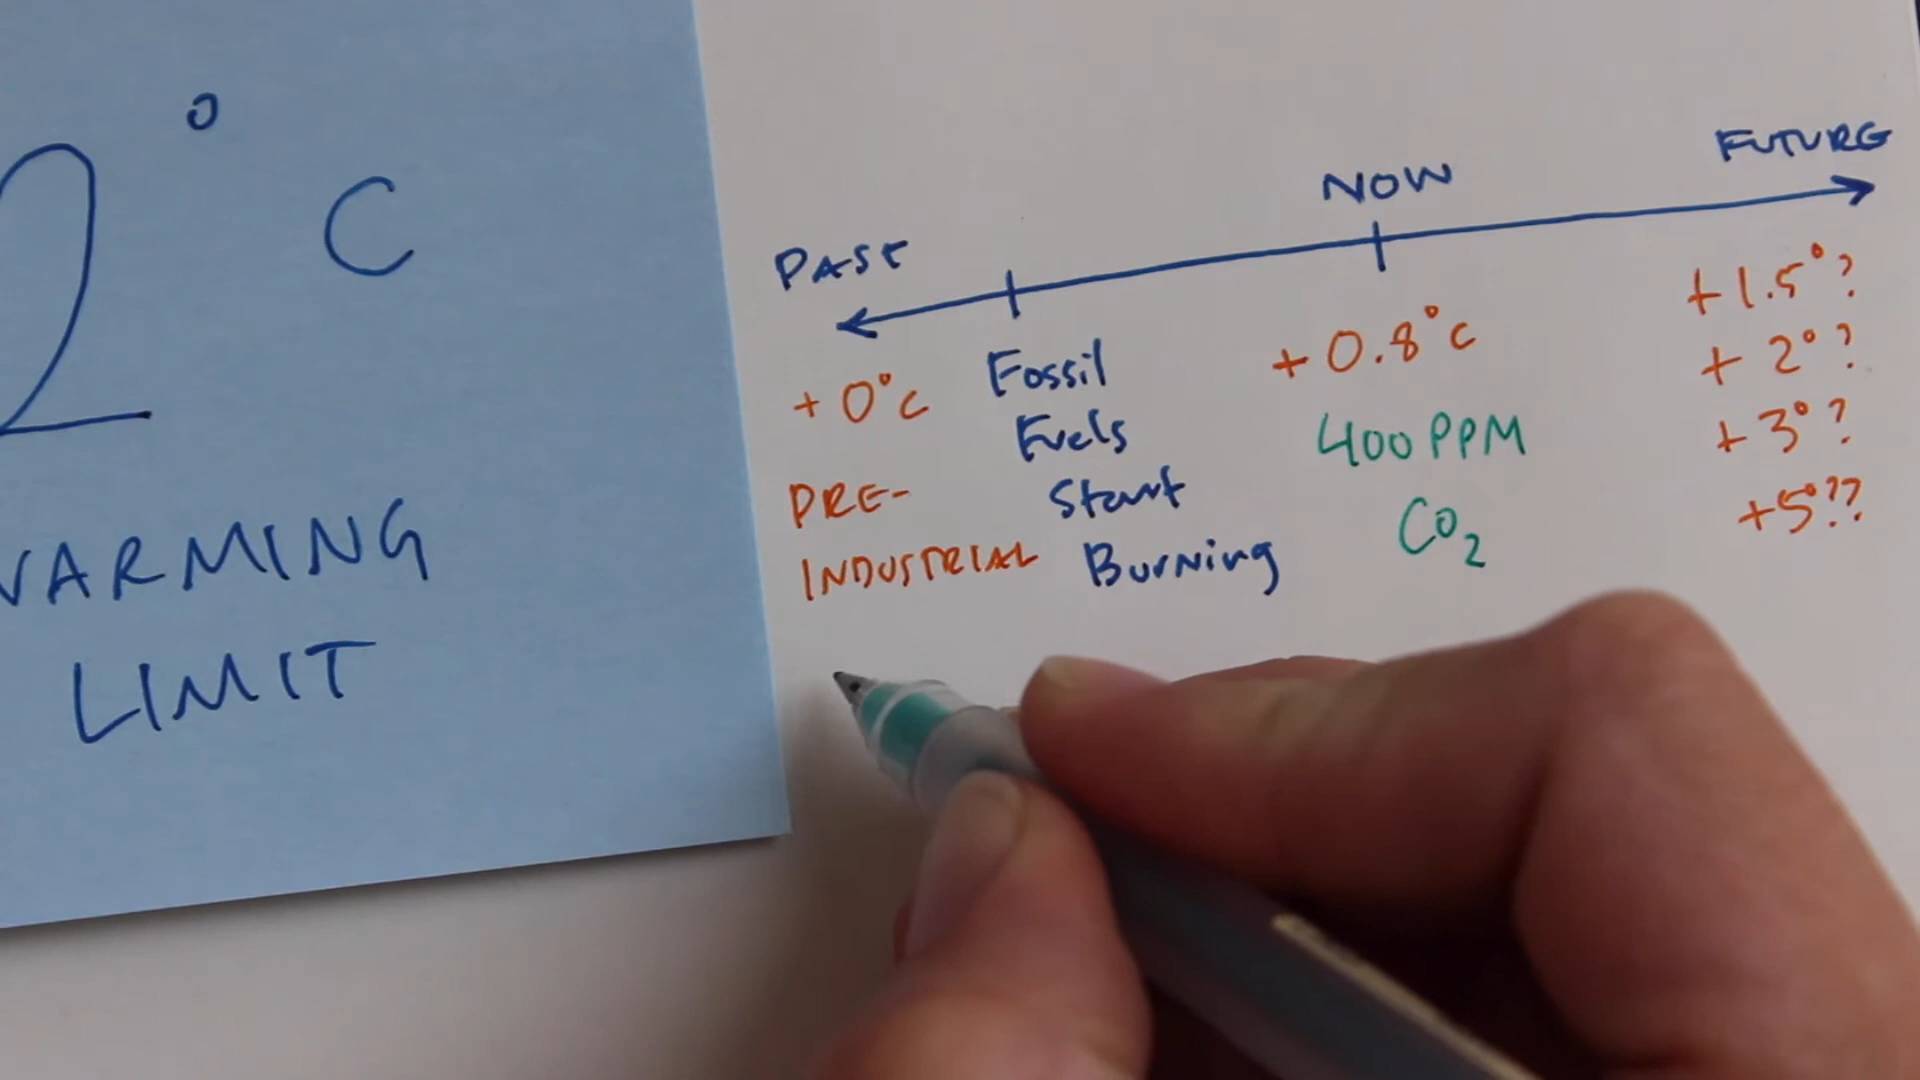 2° C
WARMING
LIMIT
PAST
NOW
FUTURE
+0°C
PRE-
INDUSTRIAL
Fossil
Fuels
Start
Burning
+0.8°C
400 PPM
CO2
+1.5°?
+2°?
+3°?
+5°??